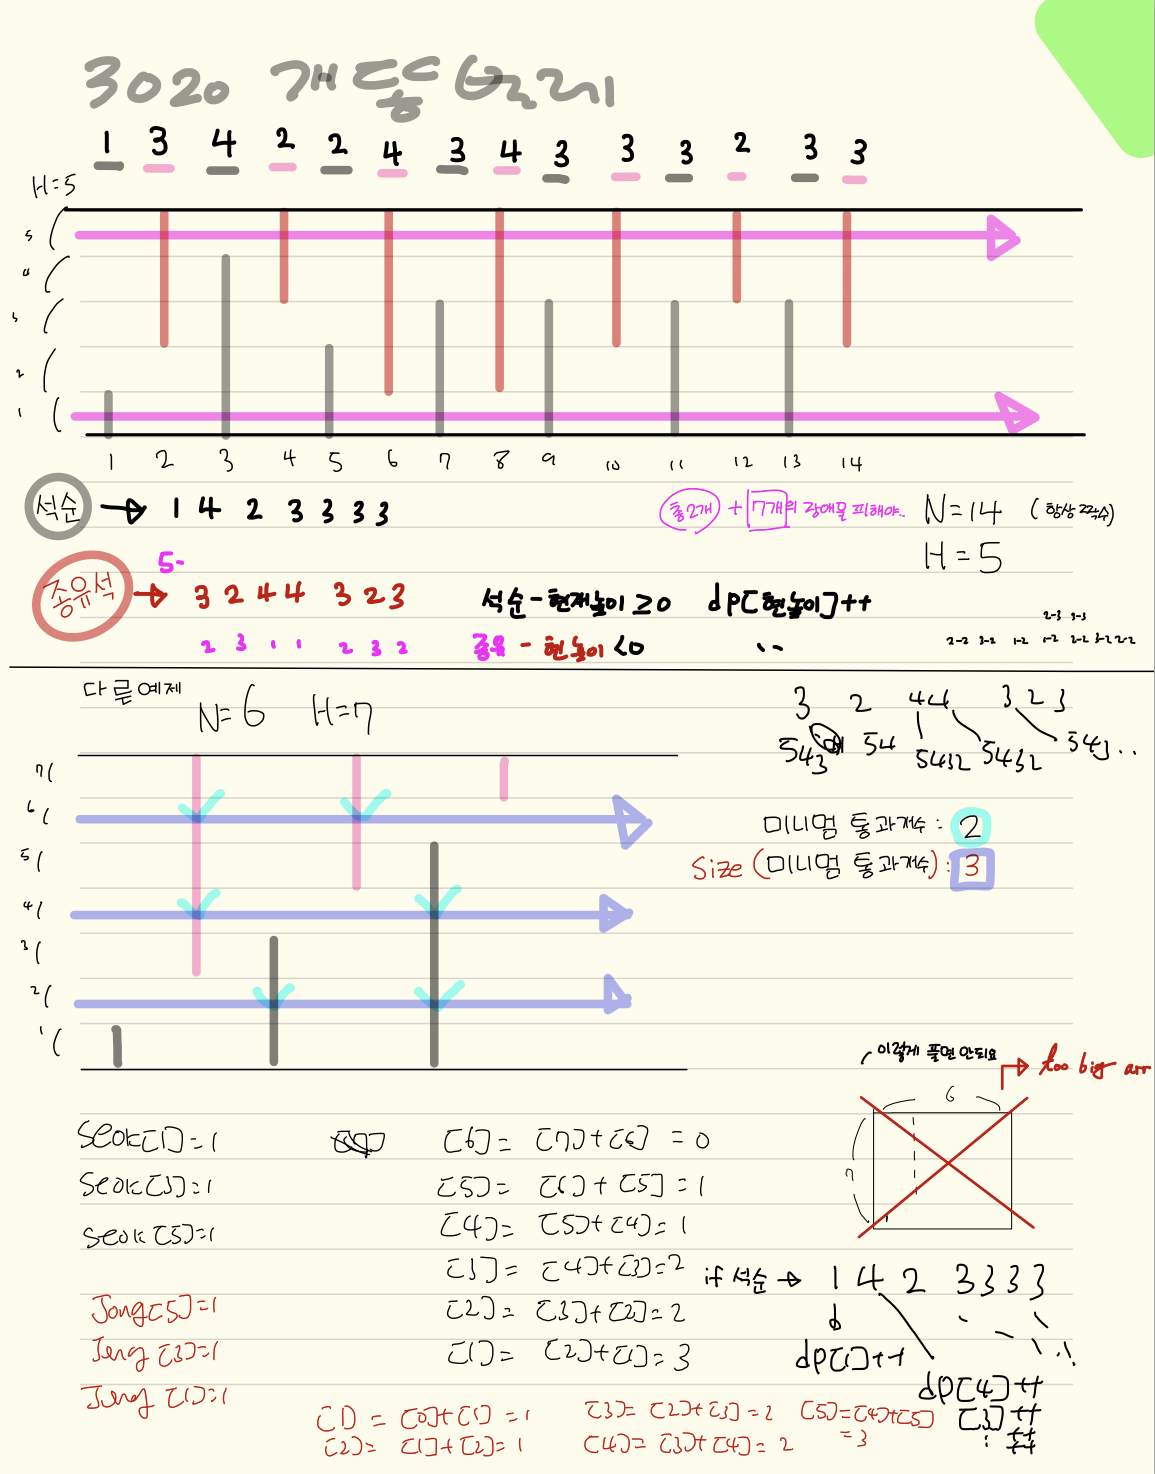 3020 개똥벌레
1 3 4 2 2 4 3 4 3 3 3 2 3 3
H=5
5
4
3
2
1
1 2 3 4 5 6 7 8 9 10 11 12 13 14
석순 → 1 4 2 3 3 3 3
총2개 + 7개의 장애물 피해야..
N=14 (항상 짝수)
H=5
5-
종유석 → 3 2 4 4 3 2 3
2 3 1 1 2 3 2
석순-현재높이 ≥0 dp[현높이]++
종유 - 현높이 <0
2-3 3-3
2-2 3-2 1-2 1-2 2-2 3-2 2-2
다른예제
N=6 H=7
3 2 4 4 3 2 3
543 54 5432 5432 543..
7
6
5
4
3
2
1
미니멈 통과개수: 2
Size(미니멈 통과개수): 3
이렇게 풀면 안되요
too big arr
6
7
Seok[1]=1
Seok[3]=1
Seok[5]=1
[6]= [7]+[6] =0
[5]= [6]+[5] =1
[4]= [5]+[4]=1
[3]= [4]+[3]=2
[2]= [3]+[2]=2
[1]= [2]+[1]=3
Jong[5]=1
Jong[3]=1
Jong[1]=1
[1] = [0]+[1] =1
[2]= [1]+[2]=1
[3]= [2]+[3]=2
[4]= [3]+[4]=2
[5]=[4]+[5]
=3
if 석순 → 1 4 2 3 3 3 3
dp[1]++
dp[4]++
[3]++
: ++
++